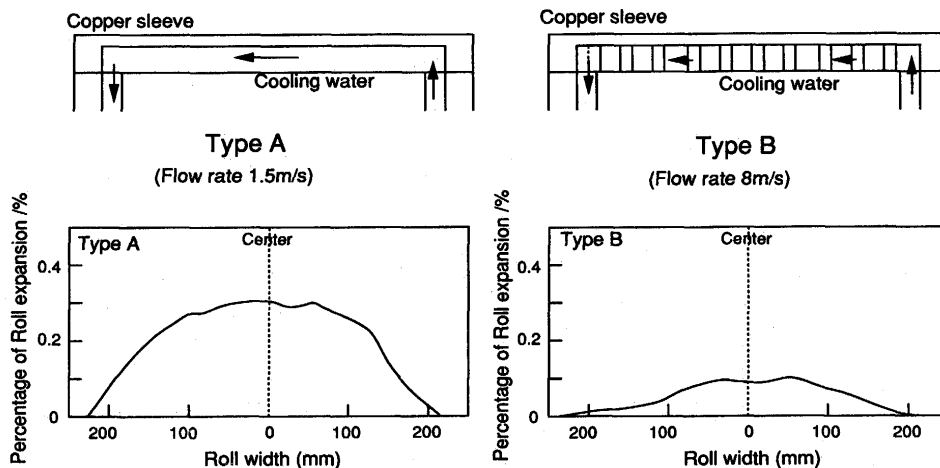 Copper sleeve
Cooling water
Type A
(Flow rate 1.5m/s)
Copper sleeve
Cooling water
Type B
(Flow rate 8m/s)
Percentage of Roll expansion /%
Type A
Center
0.4
0.2
0
200
100
0
100
200
Roll width (mm)
Percentage of Roll expansion /%
Type B
Center
0.4
0.2
0
200
100
0
100
200
Roll width (mm)